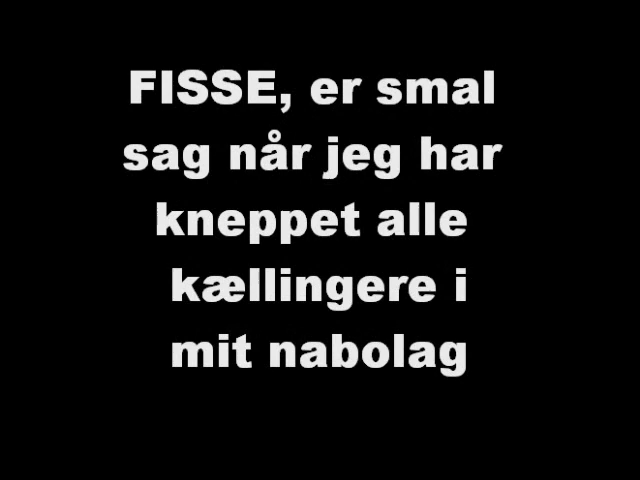 FISSE, er smal
sag når jeg har
kneppet alle
kællingere i
mit nabolag